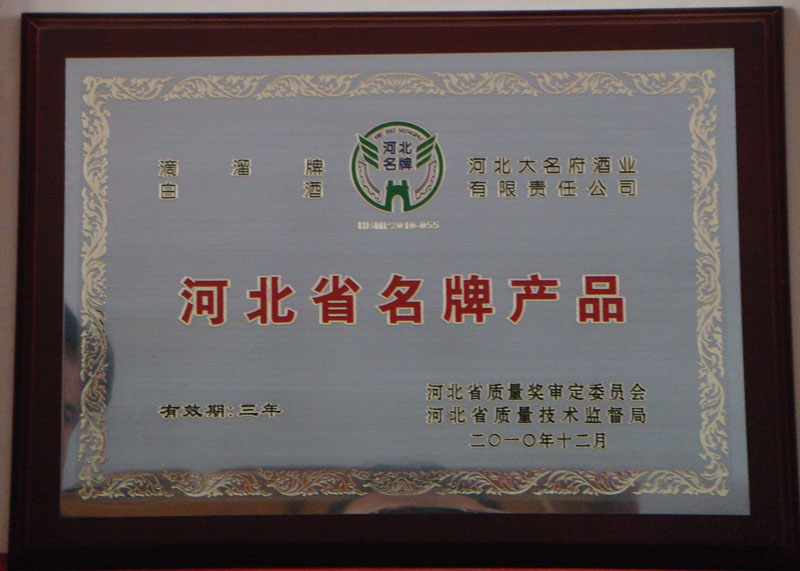 滴溜牌
白酒
HE BEI MINGPAI
河北
名牌
河北大名府酒业
有限责任公司
河北省名牌产品
有效期:三年
河北省质量奖审定委员会
河北省质量技术监督局
二〇一〇年十二月